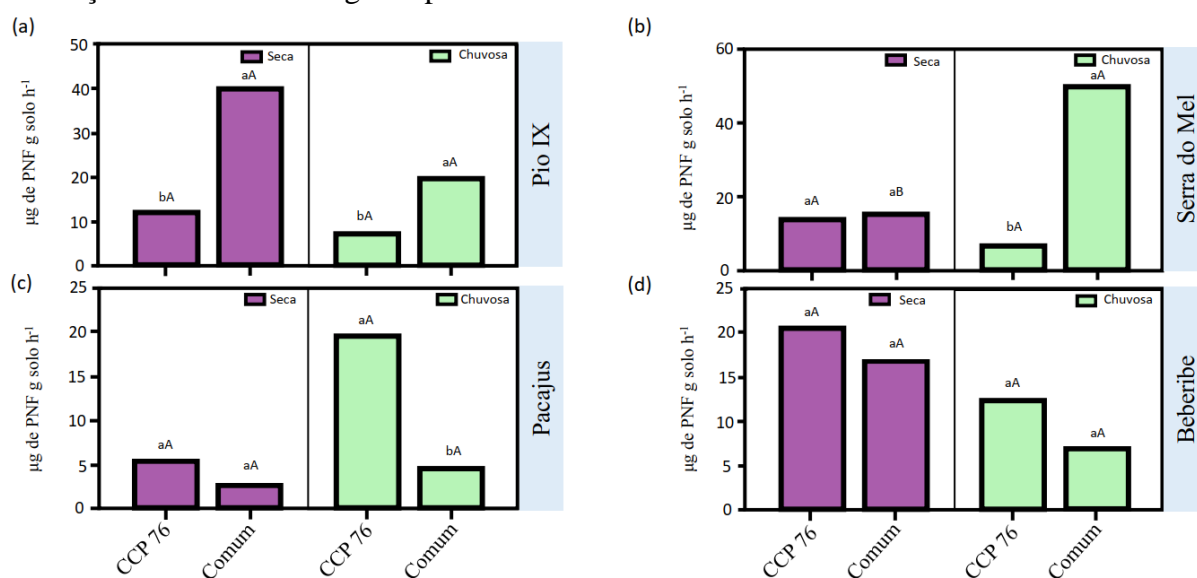 (a)
50
40
30
20
10
0
µg de PNF g solo h⁻¹
Seca
Chuvosa
bA
aA
bA
aA
Pio IX
(b)
60
40
20
0
µg de PNF g solo h⁻¹
Seca
Chuvosa
aA
aB
bA
aA
Serra do Mel
(c)
25
20
15
10
5
0
µg de PNF g solo h⁻¹
Seca
Chuvosa
aA
aA
aA
bA
CCP 76
Comum
CCP 76
Comum
Pacajus
(d)
25
20
15
10
5
0
µg de PNF g solo h⁻¹
Seca
Chuvosa
aA
aA
aA
aA
CCP 76
Comum
CCP 76
Comum
Beberibe